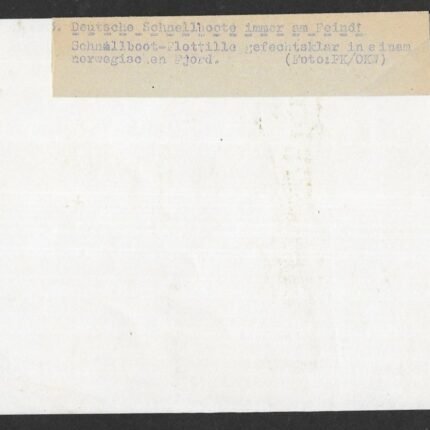 . Deutsche Schnellboote immer am Feind!
Schnellboot-Flottille gefechtsklar in einem
norwegischen Fjord. (Foto:PK/OKW)